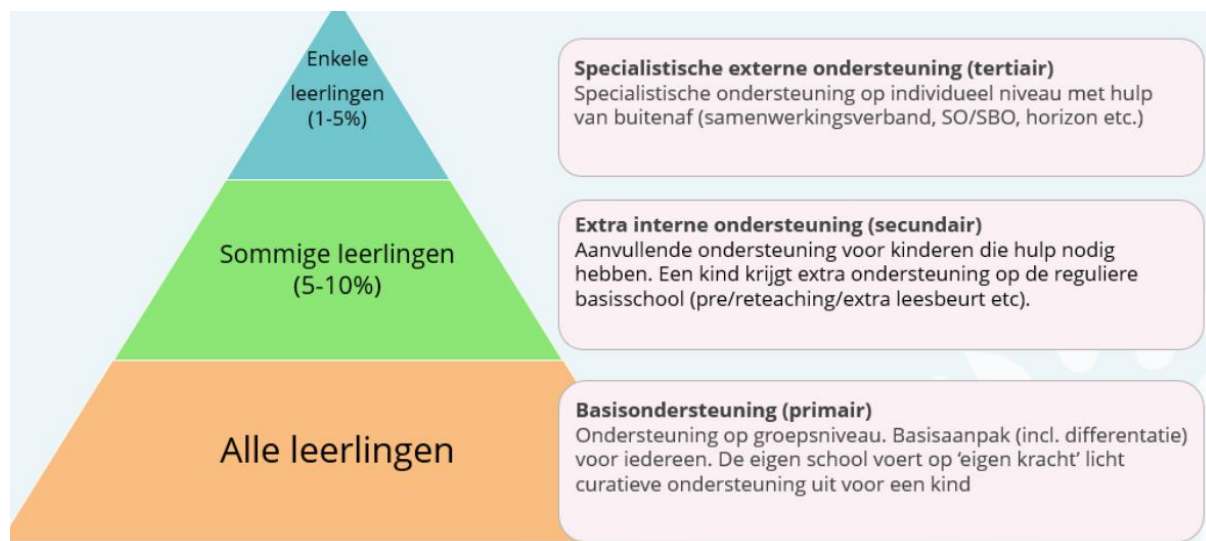 Enkele
leerlingen
(1-5%)
Specialistische externe ondersteuning (tertiair)
Specialistische ondersteuning op individueel niveau met hulp
van buitenaf (samenwerkingsverband, SO/SBO, horizon etc.)
Sommige leerlingen
(5-10%)
Extra interne ondersteuning (secundair)
Aanvullende ondersteuning voor kinderen die hulp nodig
hebben. Een kind krijgt extra ondersteuning op de reguliere
basisschool (pre/reteaching/extra leesbeurt etc).
Alle leerlingen
Basisondersteuning (primair)
Ondersteuning op groepsniveau. Basisaanpak (incl. differentatie)
voor iedereen. De eigen school voert op ‘eigen kracht’ licht
curatieve ondersteuning uit voor een kind